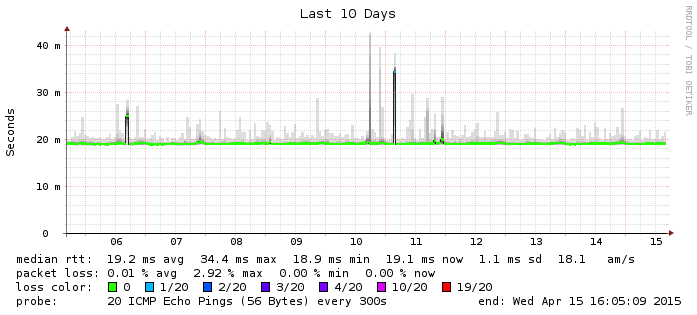 Last 10 Days
RRDTOOL / TOBI OETIKER
Seconds
40 m
30 m
20 m
10 m
0
06 07 08 09 10 11 12 13 14 15
median rtt: 19.2 ms avg 34.4 ms max 18.9 ms min 19.1 ms now 1.1 ms sd 18.1 am/s
packet loss: 0.01 % avg 2.92 % max 0.00 % min 0.00 % now
loss color: 0 1/20 2/20 3/20 4/20 10/20 19/20
probe: 20 ICMP Echo Pings (56 Bytes) every 300s end: Wed Apr 15 16:05:09 2015